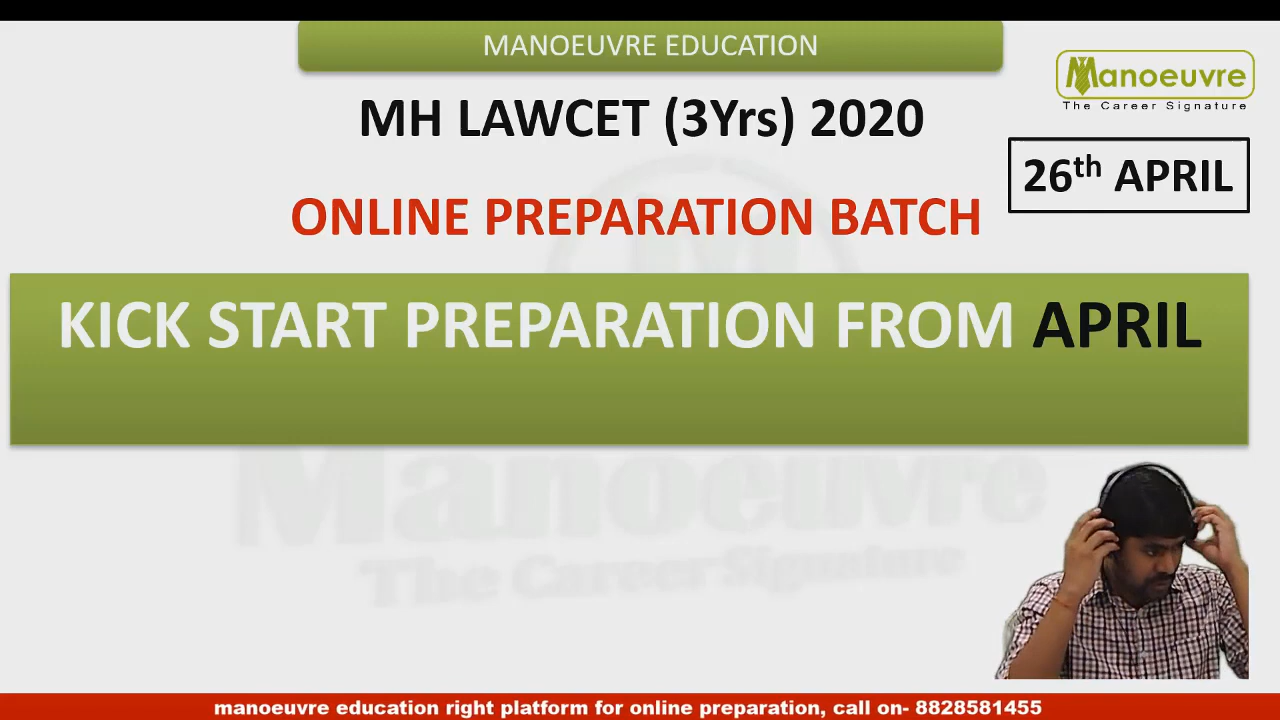 MANOEUVRE EDUCATION
Manoeuvre
The Career Signature
MH LAWCET (3Yrs) 2020
26th APRIL
ONLINE PREPARATION BATCH
KICK START PREPARATION FROM APRIL
Manoeuvre
The Career Signature
manoeuvre education right platform for online preparation, call on- 8828581455